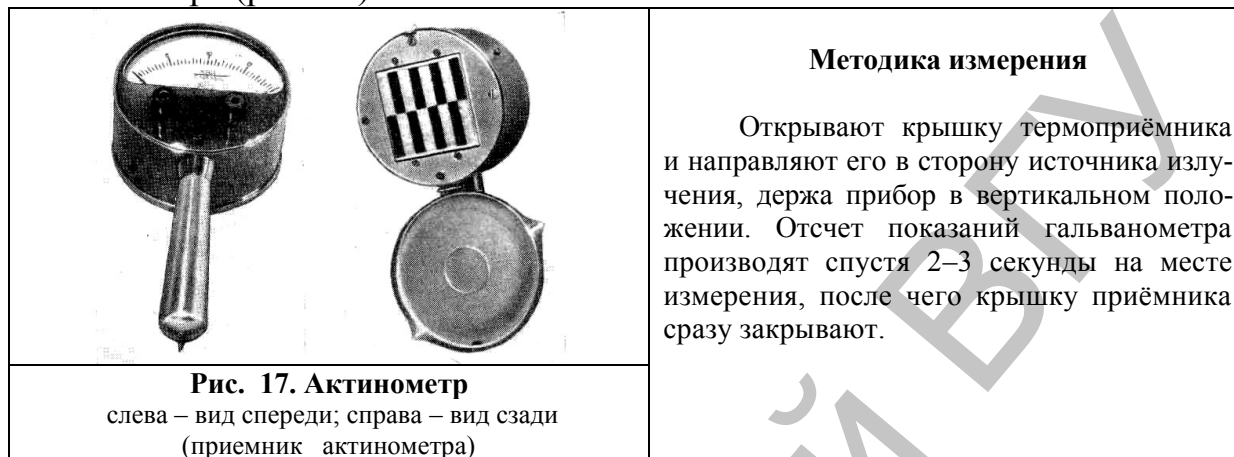 Методика измерения
Открывают крышку термоприёмника
и направляют его в сторону источника излу-
чения, держа прибор в вертикальном поло-
жении. Отсчет показаний гальванометра
производят спустя 2–3 секунды на месте
измерения, после чего крышку приёмника
сразу закрывают.
Рис. 17. Актинометр
слева – вид спереди; справа – вид сзади
(приемник актинометра)
ВГУ